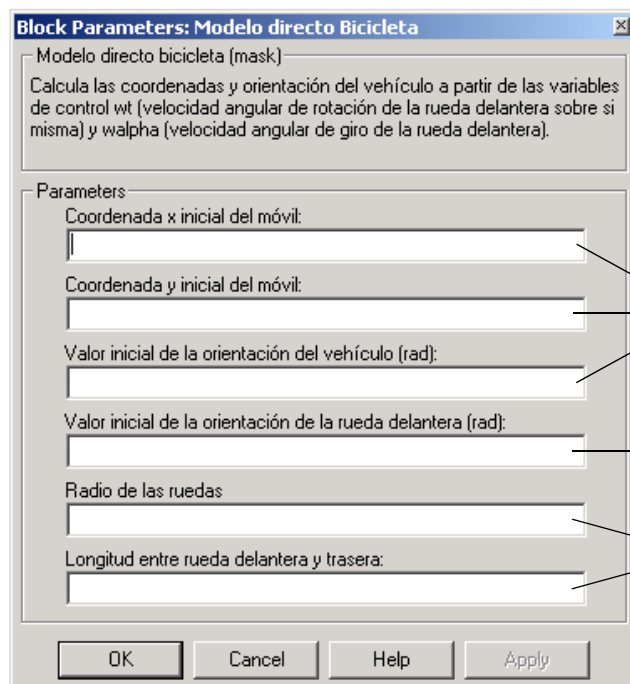 Block Parameters: Modelo directo Bicicleta
Modelo directo bicicleta (mask)
Calcula las coordenadas y orientación del vehículo a partir de las variables
de control wt (velocidad angular de rotación de la rueda delantera sobre si
misma) y walpha (velocidad angular de giro de la rueda delantera).
Parameters
Coordenada x inicial del móvil:
Coordenada y inicial del móvil:
Valor inicial de la orientación del vehículo (rad):
Valor inicial de la orientación de la rueda delantera (rad):
Radio de las ruedas
Longitud entre rueda delantera y trasera:
OK Cancel Help Apply